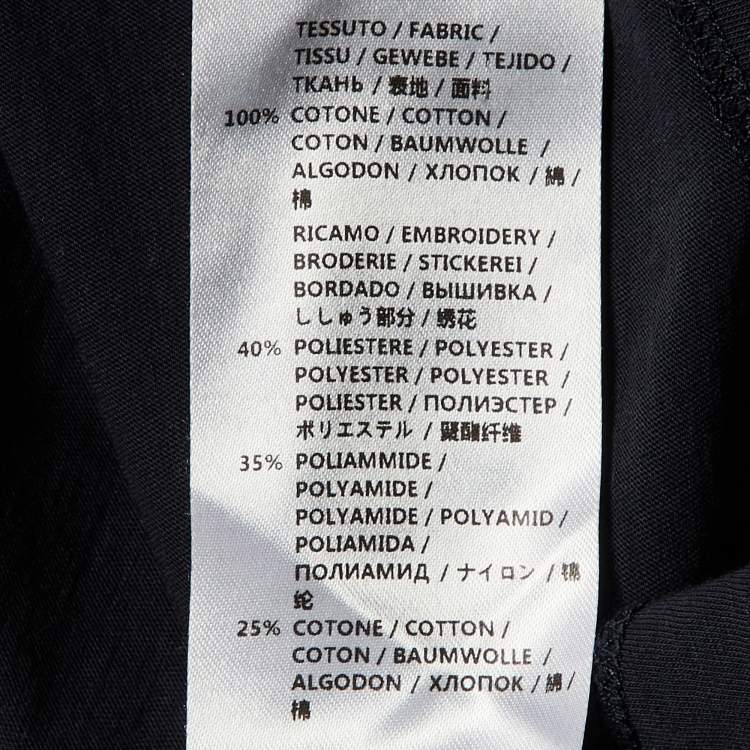 TESSUTO / FABRIC /
TISSU / GEWEBE / TEJIDO /
ТКАНЬ / 表地 / 面料
100% COTONE / COTTON /
COTON / BAUMWOLLE /
ALGODON / ХЛОПОК / 綿 /
棉
RICAMO / EMBROIDERY /
BRODERIE / STICKEREI /
BORDADO / ВЫШИВКА /
ししゅう部分 / 绣花
40% POLIESTERE / POLYESTER /
POLYESTER / POLYESTER /
POLIESTER / ПОЛИЭСТЕР /
ポリエステル / 聚酯纤维
35% POLIAMMIDE /
POLYAMIDE /
POLYAMIDE / POLYAMID /
POLIAMIDA /
ПОЛИАМИД / ナイロン / 锦
纶
25% COTONE / COTTON /
COTON / BAUMWOLLE /
ALGODON / ХЛОПОК / 綿 /
棉